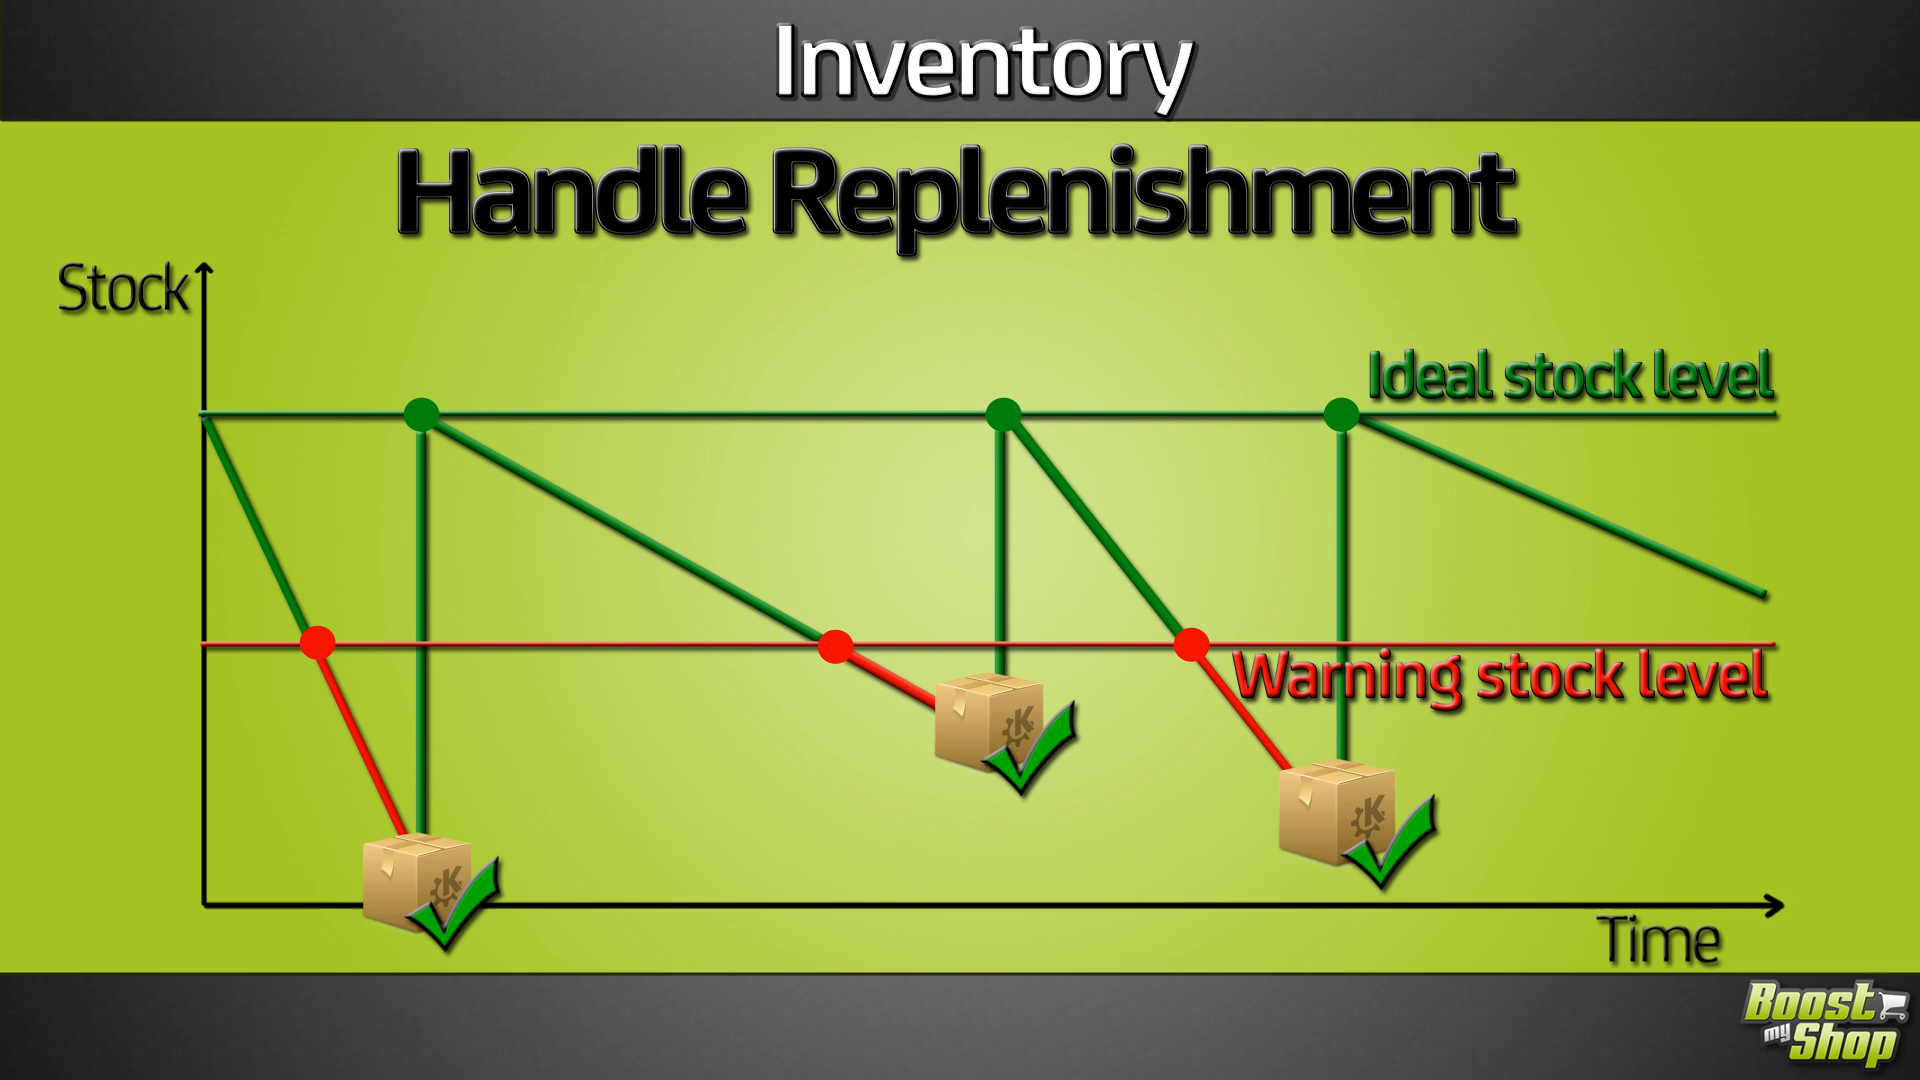 Inventory
Handle Replenishment
Stock
Ideal stock level
Warning stock level
K
K
K
Time
Boost
my Shop